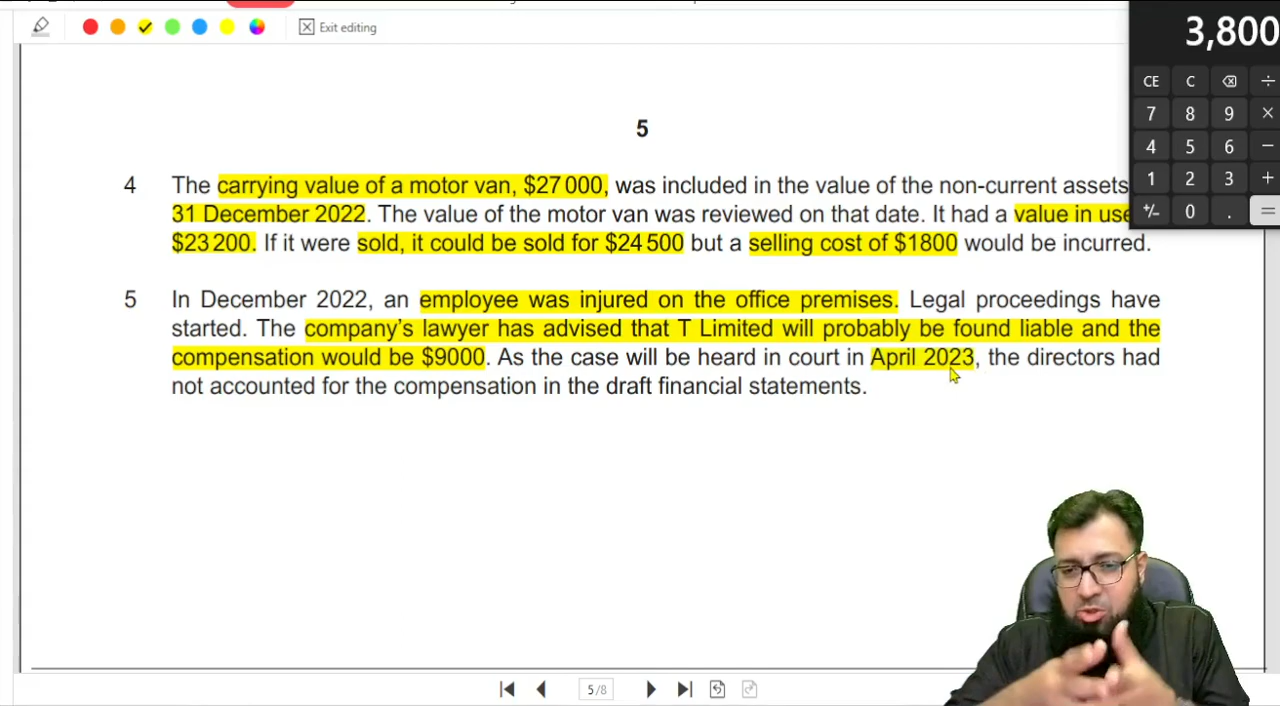 Exit editing
3,800
CE C ÷
7 8 9 ×
4 5 6 −
1 2 3 +
+/- 0 . =
5
4 The carrying value of a motor van, $27 000, was included in the value of the non-current assets
31 December 2022. The value of the motor van was reviewed on that date. It had a value in use
$23 200. If it were sold, it could be sold for $24 500 but a selling cost of $1800 would be incurred.
5 In December 2022, an employee was injured on the office premises. Legal proceedings have
started. The company’s lawyer has advised that T Limited will probably be found liable and the
compensation would be $9000. As the case will be heard in court in April 2023, the directors had
not accounted for the compensation in the draft financial statements.
5/8